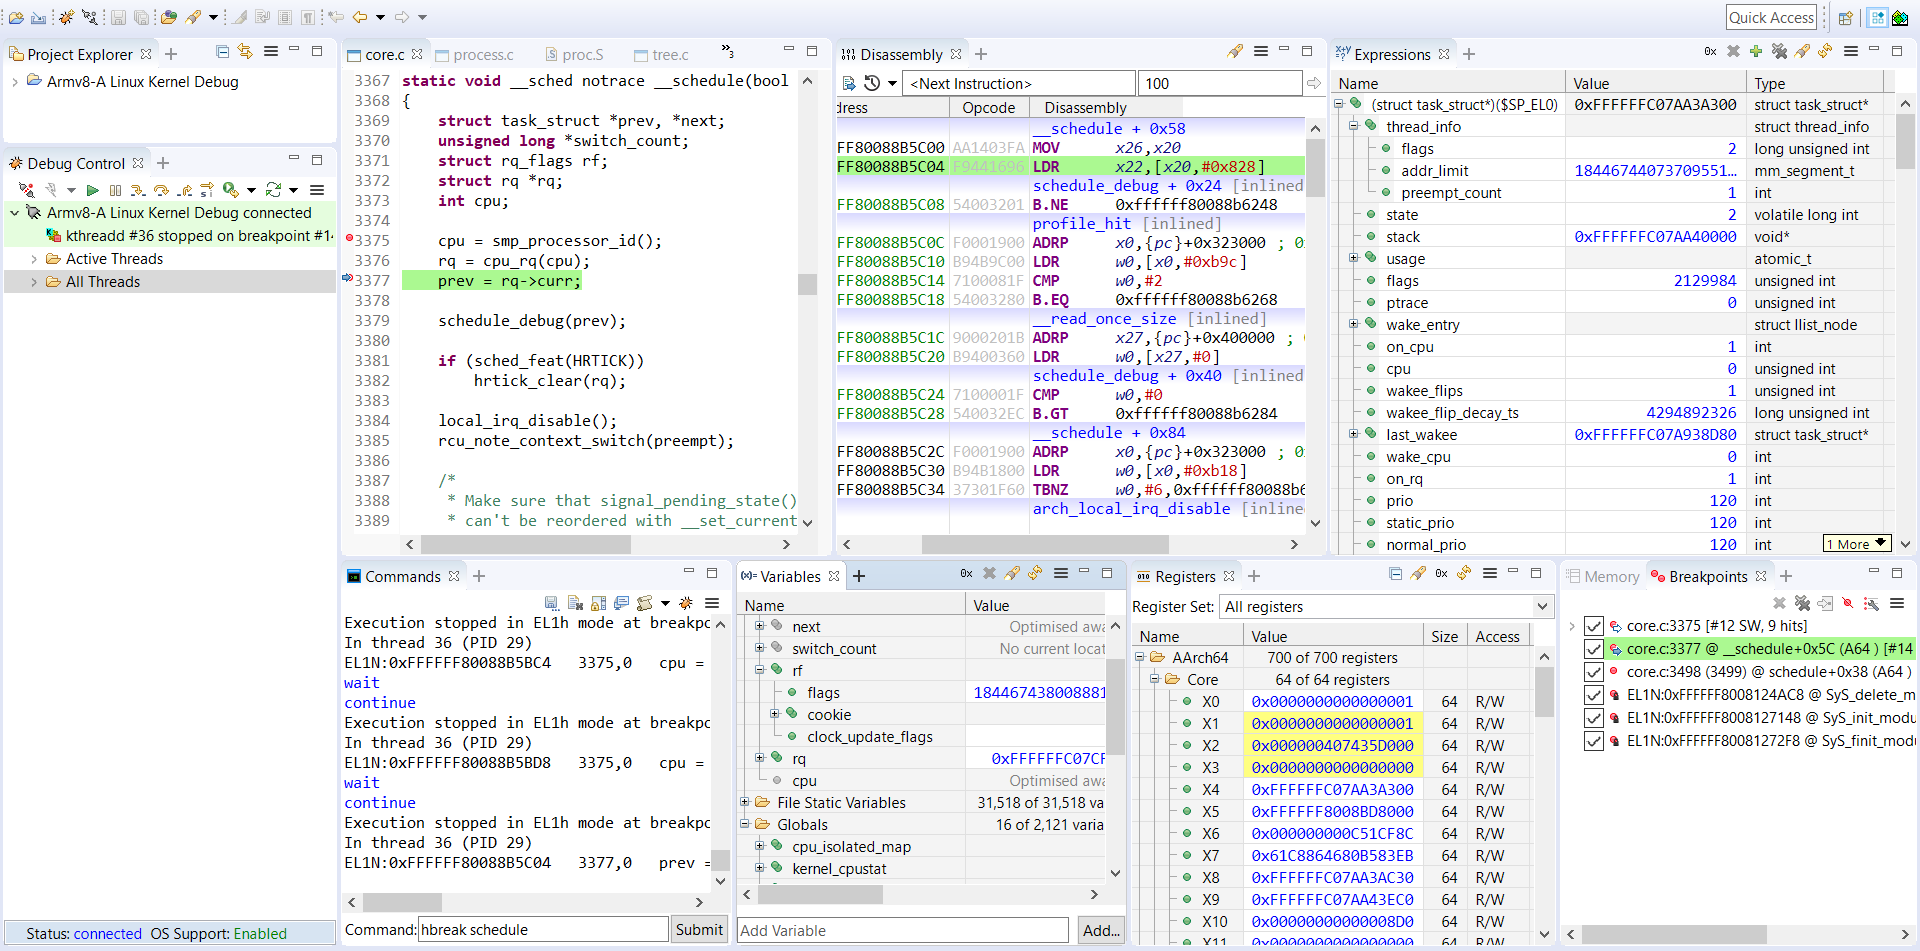 Quick Access
Project Explorer
Armv8-A Linux Kernel Debug
Debug Control
Armv8-A Linux Kernel Debug connected
kthreadd #36 stopped on breakpoint #1
Active Threads
All Threads
Status: connected OS Support: Enabled
core.c
process.c
proc.S
tree.c
3
3367 static void __sched notrace __schedule(bool
3368 {
3369 struct task_struct *prev, *next;
3370 unsigned long *switch_count;
3371 struct rq_flags rf;
3372 struct rq *rq;
3373 int cpu;
3374
3375 cpu = smp_processor_id();
3376 rq = cpu_rq(cpu);
3377 prev = rq->curr;
3378
3379 schedule_debug(prev);
3380
3381 if (sched_feat(HRTICK))
3382 hrtick_clear(rq);
3383
3384 local_irq_disable();
3385 rcu_note_context_switch(preempt);
3386
3387 /*
3388 * Make sure that signal_pending_state()
3389 * can't be reordered with __set_current
Disassembly
<Next Instruction>
100
dress Opcode Disassembly
__schedule + 0x58
FF80088B5C00 AA1403FA MOV x26,x20
FF80088B5C04 F9441696 LDR x22,[x20,#0x828]
schedule_debug + 0x24 [inlined
FF80088B5C08 54003201 B.NE 0xffffff80088b6248
profile_hit [inlined]
FF80088B5C0C F0001900 ADRP x0,{pc}+0x323000 ; 0
FF80088B5C10 B94B9C00 LDR w0,[x0,#0xb9c]
FF80088B5C14 7100081F CMP w0,#2
FF80088B5C18 54003280 B.EQ 0xffffff80088b6268
__read_once_size [inlined]
FF80088B5C1C 9000201B ADRP x27,{pc}+0x400000 ;
FF80088B5C20 B9400360 LDR w0,[x27,#0]
schedule_debug + 0x40 [inlined
FF80088B5C24 7100001F CMP w0,#0
FF80088B5C28 540032EC B.GT 0xffffff80088b6284
__schedule + 0x84
FF80088B5C2C F0001900 ADRP x0,{pc}+0x323000 ; 0
FF80088B5C30 B94B1800 LDR w0,[x0,#0xb18]
FF80088B5C34 37301F60 TBNZ w0,#6,0xffffff80088b6
arch_local_irq_disable [inline
Expressions
0x
Name Value Type
(struct task_struct*)($SP_EL0) 0xFFFFFFC07AA3A300 struct task_struct*
thread_info struct thread_info
flags 2 long unsigned int
addr_limit 18446744073709551... mm_segment_t
preempt_count 1 int
state 2 volatile long int
stack 0xFFFFFFC07AA40000 void*
usage atomic_t
flags 2129984 unsigned int
ptrace 0 unsigned int
wake_entry struct llist_node
on_cpu 1 int
cpu 0 unsigned int
wakee_flips 1 unsigned int
wakee_flip_decay_ts 4294892326 long unsigned int
last_wakee 0xFFFFFFC07A938D80 struct task_struct*
wake_cpu 0 int
on_rq 1 int
prio 120 int
static_prio 120 int
normal_prio 120 int
1 More
Commands
Execution stopped in EL1h mode at breakpo
In thread 36 (PID 29)
EL1N:0xFFFFFF80088B5BC4 3375,0 cpu =
wait
continue
Execution stopped in EL1h mode at breakpo
In thread 36 (PID 29)
EL1N:0xFFFFFF80088B5BD8 3375,0 cpu =
wait
continue
Execution stopped in EL1h mode at breakpo
In thread 36 (PID 29)
EL1N:0xFFFFFF80088B5C04 3377,0 prev =
Command: hbreak schedule Submit
Variables
0x
Name Value
next Optimised awa
switch_count No current locat
rf
flags 184467438008881
cookie
clock_update_flags
rq 0xFFFFFFC07CF
cpu Optimised awa
File Static Variables 31,518 of 31,518 va
Globals 16 of 2,121 varia
cpu_isolated_map
kernel_cpustat
Add Variable Add...
Registers
0x
Register Set: All registers
Name Value Size Access
AArch64 700 of 700 registers
Core 64 of 64 registers
X0 0x0000000000000001 64 R/W
X1 0x0000000000000001 64 R/W
X2 0x000000407435D000 64 R/W
X3 0x0000000000000000 64 R/W
X4 0xFFFFFFC07AA3A300 64 R/W
X5 0xFFFFFF8008BD8000 64 R/W
X6 0x000000000C51CF8C 64 R/W
X7 0x61C8864680B583EB 64 R/W
X8 0xFFFFFFC07AA3AC30 64 R/W
X9 0xFFFFFFC07AA43EC0 64 R/W
X10 0x00000000000008D0 64 R/W
X11 0x0000000000000000 64 R/W
Memory
Breakpoints
core.c:3375 [#12 SW, 9 hits]
core.c:3377 @ __schedule+0x5C (A64 ) [#14
core.c:3498 (3499) @ schedule+0x38 (A64 )
EL1N:0xFFFFFF8008124AC8 @ SyS_delete_m
EL1N:0xFFFFFF8008127148 @ SyS_init_modu
EL1N:0xFFFFFF80081272F8 @ SyS_finit_modu